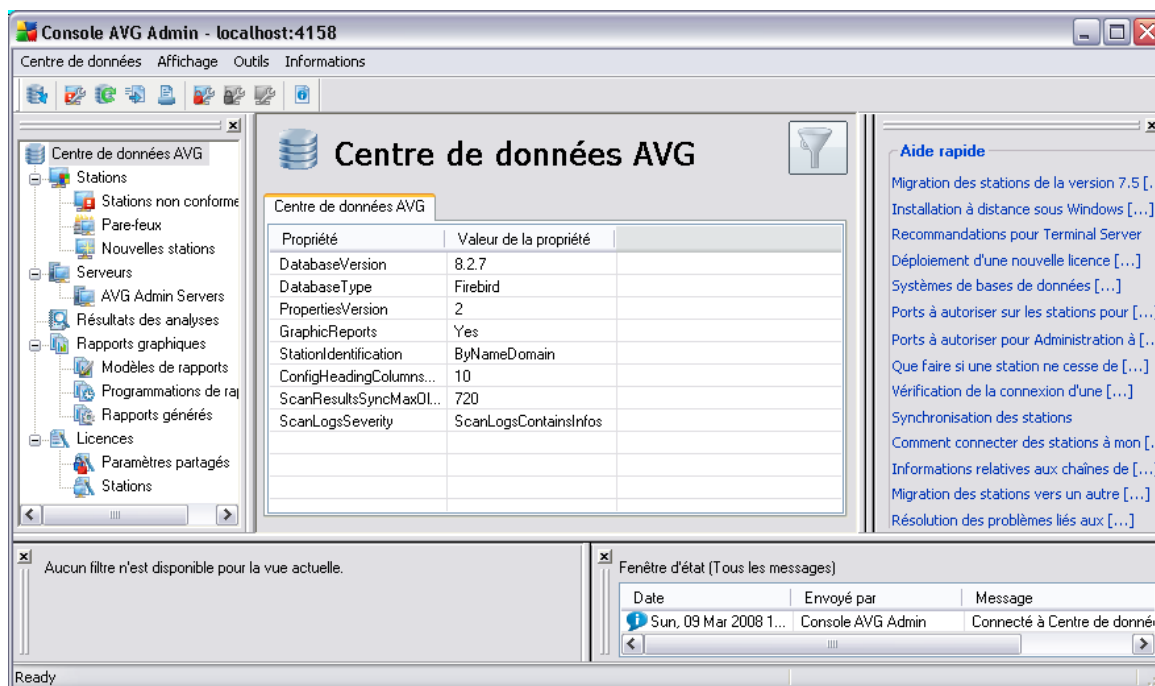 Console AVG Admin - localhost:4158
Centre de données Affichage Outils Informations
Centre de données AVG
Stations
Stations non conforme
Pare-feux
Nouvelles stations
Serveurs
AVG Admin Servers
Résultats des analyses
Rapports graphiques
Modèles de rapports
Programmations de rap
Rapports générés
Licences
Paramètres partagés
Stations
Centre de données AVG
Centre de données AVG
Propriété Valeur de la propriété
DatabaseVersion 8.2.7
DatabaseType Firebird
PropertiesVersion 2
GraphicReports Yes
StationIdentification ByNameDomain
ConfigHeadingColumns... 10
ScanResultsSyncMaxOl... 720
ScanLogsSeverity ScanLogsContainsInfos
Aide rapide
Migration des stations de la version 7.5 [..
Installation à distance sous Windows [...]
Recommandations pour Terminal Server
Déploiement d'une nouvelle licence [...]
Systèmes de bases de données [...]
Ports à autoriser sur les stations pour [...
Ports à autoriser pour Administration à [..
Que faire si une station ne cesse de [...]
Vérification de la connexion d'une [...]
Synchronisation des stations
Comment connecter des stations à mon [..
Informations relatives aux chaînes de [...
Migration des stations vers un autre [...]
Résolution des problèmes liés aux [...]
Aucun filtre n'est disponible pour la vue actuelle.
Fenêtre d'état (Tous les messages)
Date Envoyé par Message
Sun, 09 Mar 2008 1... Console AVG Admin Connecté à Centre de donné
Ready